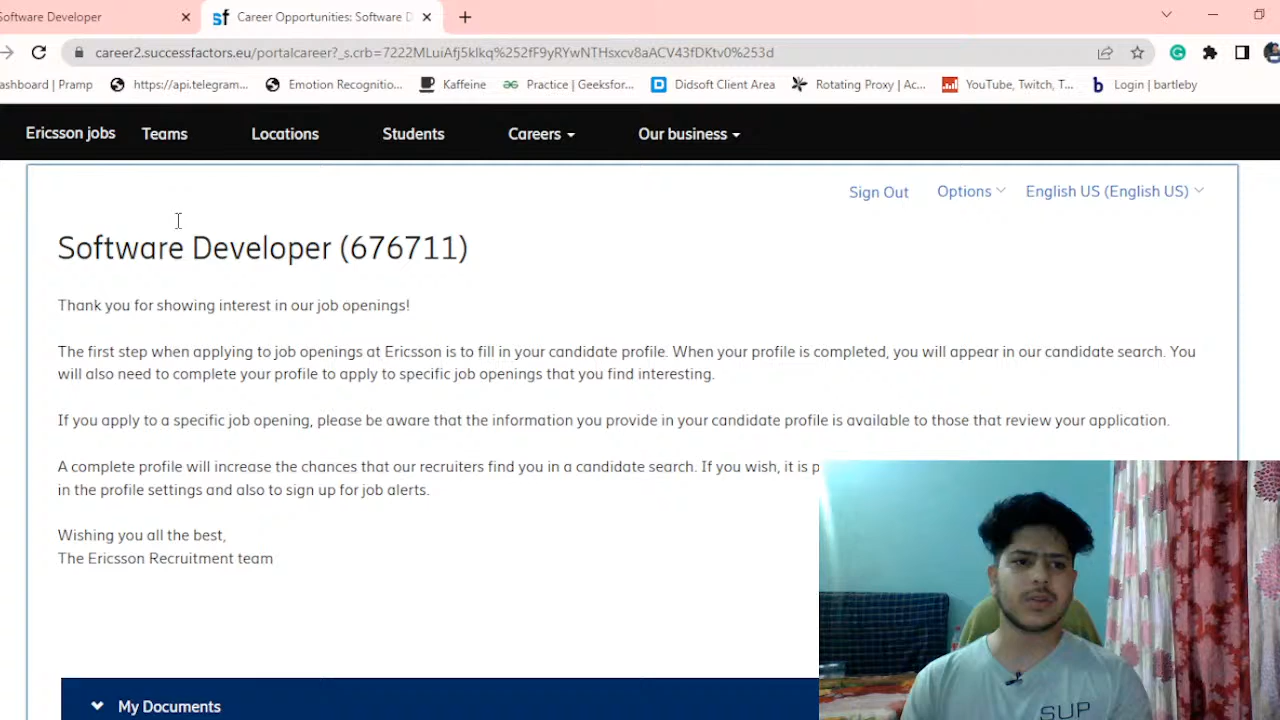 Software Developer
sf Career Opportunities: Software D
career2.successfactors.eu/portalcareer?_s.crb=7222MLuiAfj5klkq%252fF9yRYwNTHsxcv8aACV43fDKtv0%253d
ashboard | Pramp https://api.telegram... Emotion Recognitio... Kaffeine Practice | Geeksfor... Didsoft Client Area Rotating Proxy | Ac... YouTube, Twitch, T... b Login | bartleby
Ericsson jobs Teams Locations Students Careers Our business
Sign Out Options English US (English US)
Software Developer (676711)
Thank you for showing interest in our job openings!
The first step when applying to job openings at Ericsson is to fill in your candidate profile. When your profile is completed, you will appear in our candidate search. You
will also need to complete your profile to apply to specific job openings that you find interesting.
If you apply to a specific job opening, please be aware that the information you provide in your candidate profile is available to those that review your application.
A complete profile will increase the chances that our recruiters find you in a candidate search. If you wish, it is p
in the profile settings and also to sign up for job alerts.
Wishing you all the best,
The Ericsson Recruitment team
My Documents
SUP